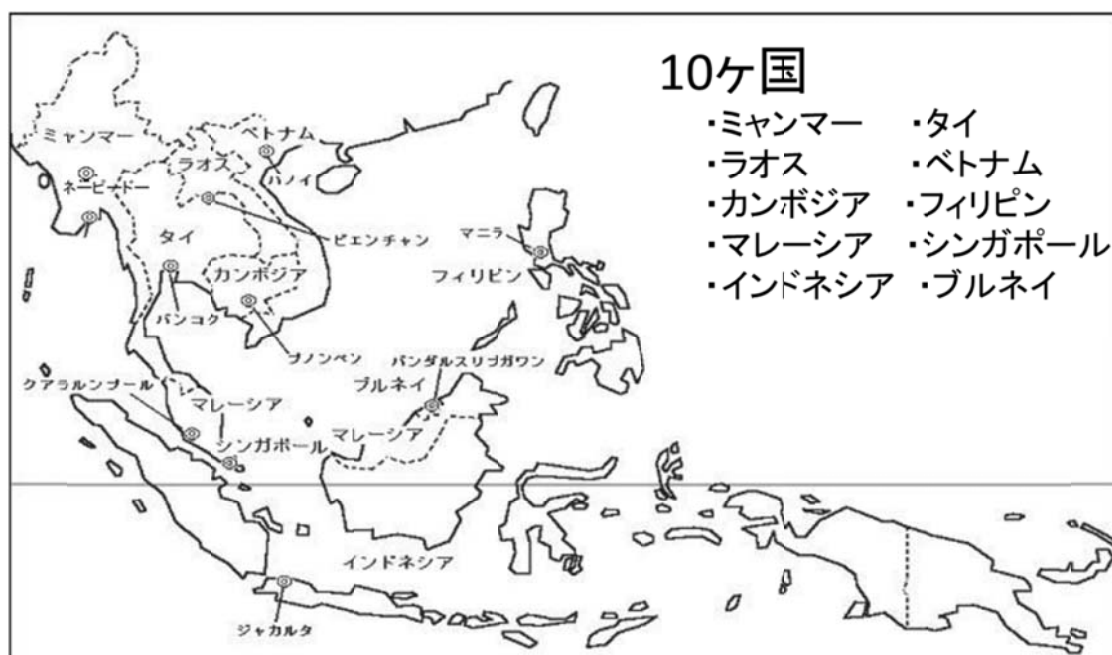 10ケ国
・ミャンマー ・タイ
・ラオス ・ベトナム
・カンボジア ・フィリピン
・マレーシア ・シンガポール
・インドネシア ・ブルネイ
ミャンマー
ベトナム
ラオス
ハノイ
ネーピードー
タイ
ビエンチャン
マニラ
カンボジア
フィリピン
バンコク
プノンペン
バンダルスリブガワン
ブルネイ
クアラルンプール
マレーシア
シンガポール
マレーシア
インドネシア
ジャカルタ